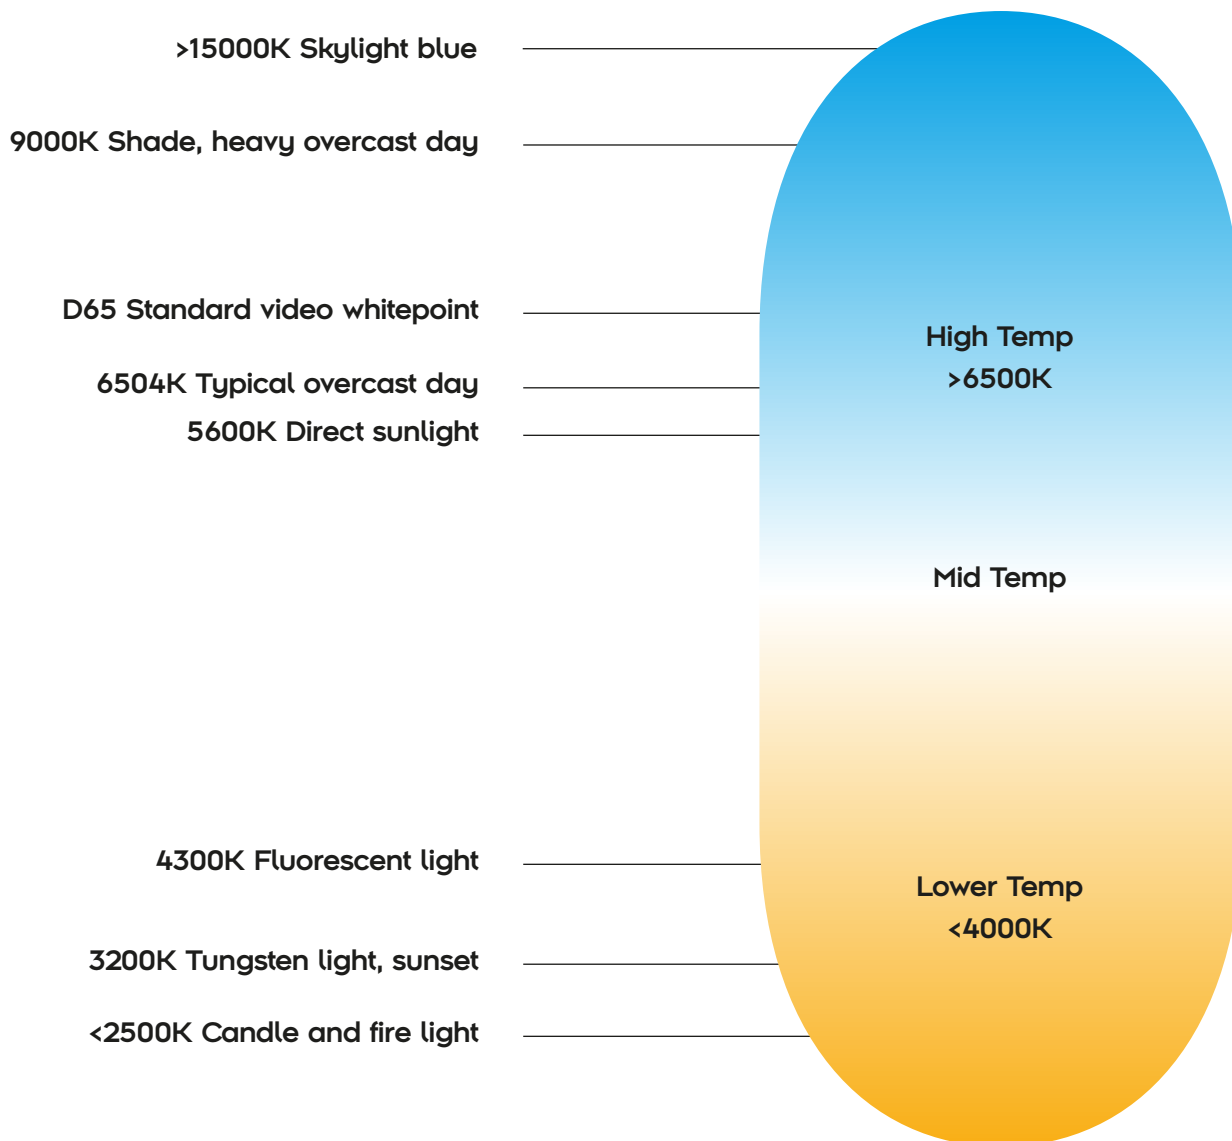 >15000K Skylight blue
9000K Shade, heavy overcast day
D65 Standard video whitepoint
High Temp
>6500K
6504K Typical overcast day
5600K Direct sunlight
Mid Temp
4300K Fluorescent light
Lower Temp
<4000K
3200K Tungsten light, sunset
<2500K Candle and fire light